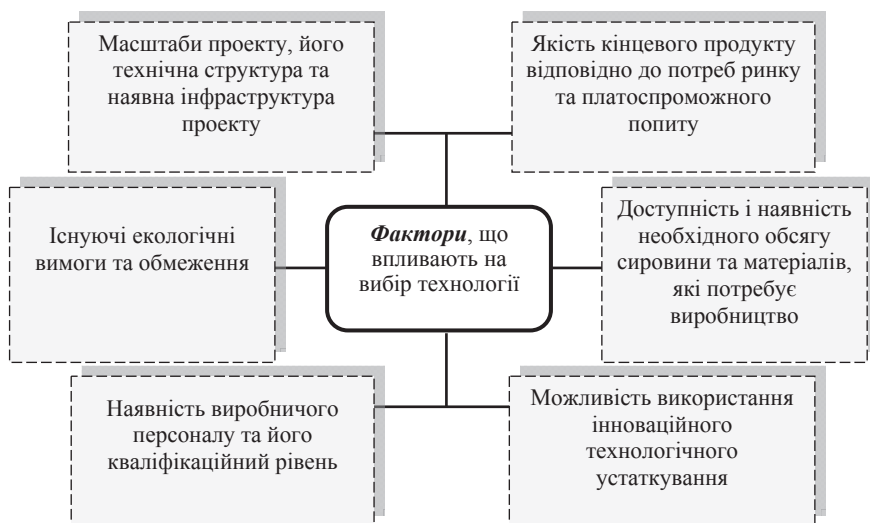 Масштаби проекту, його
технічна структура та
наявна інфраструктура
проекту
Якість кінцевого продукту
відповідно до потреб ринку
та платоспроможного
попиту
Існуючі екологічні
вимоги та обмеження
Фактори, що
впливають на
вибір технології
Доступність і наявність
необхідного обсягу
сировини та матеріалів,
які потребує
виробництво
Наявність виробничого
персоналу та його
кваліфікаційний рівень
Можливість використання
інноваційного
технологічного
устаткування